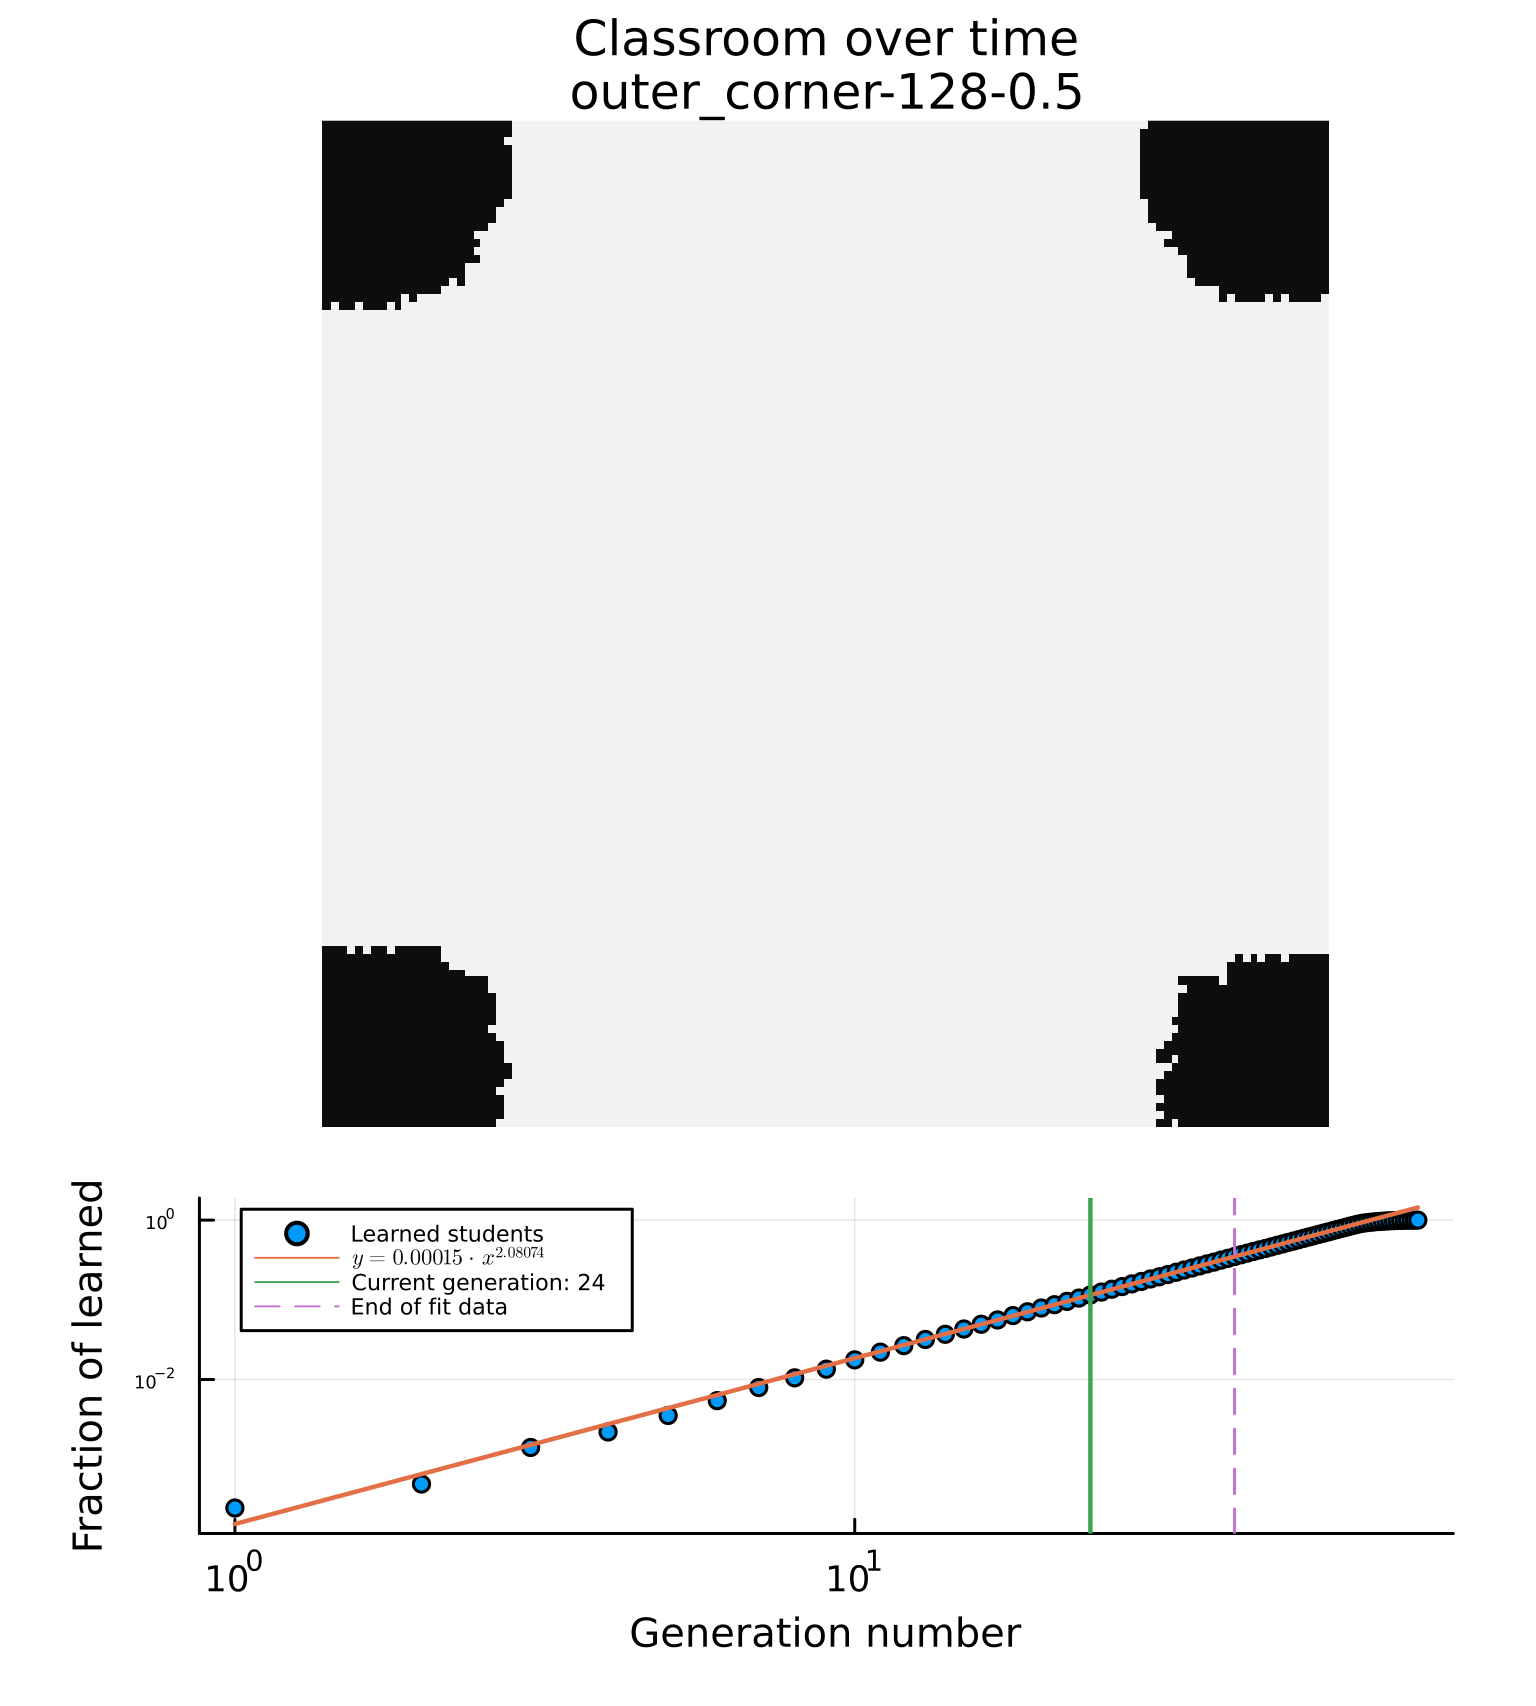 Classroom over time
outer_corner-128-0.5
Fraction of learned
10^0
10^-2
Learned students
y = 0.00015 · x^2.08074
Current generation: 24
End of fit data
10^0
10^1
Generation number